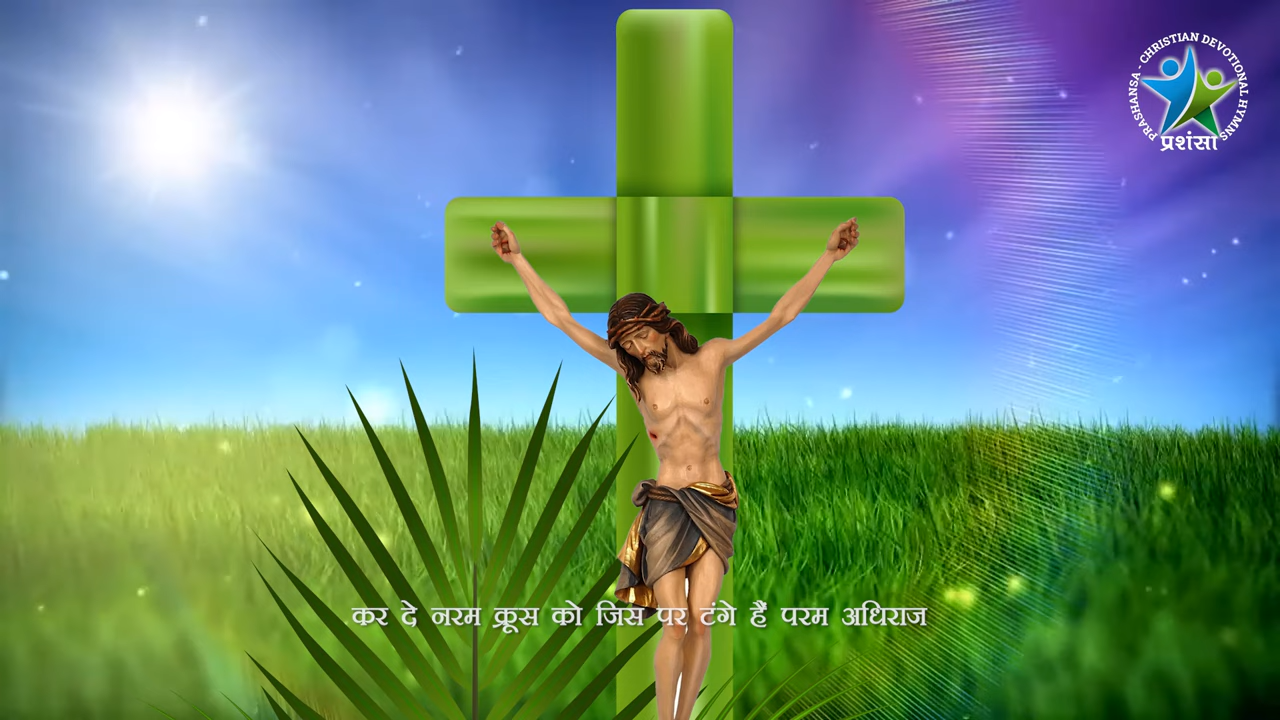 PRASHANSA - CHRISTIAN DEVOTIONAL HYMNS
प्रशंसा
कर दे नरम क्रूस को जिस पर टंगे हैं परम अधिराज